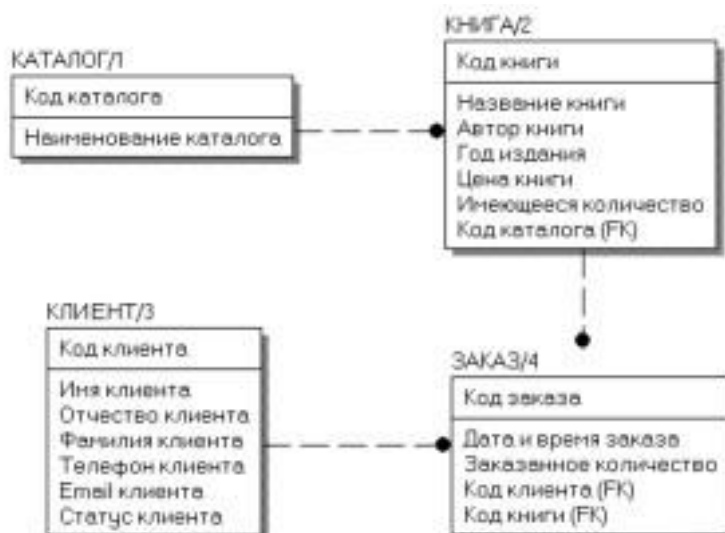 КАТАЛОГ/1
Код каталога
Наименование каталога
КНИГА/2
Код книги
Название книги
Автор книги
Год издания
Цена книги
Имеющееся количество
Код каталога (FK)
КЛИЕНТ/3
Код клиента
Имя клиента
Отчество клиента
Фамилия клиента
Телефон клиента
Email клиента
Статус клиента
ЗАКАЗ/4
Код заказа
Дата и время заказа
Заказанное количество
Код клиента (FK)
Код книги (FK)